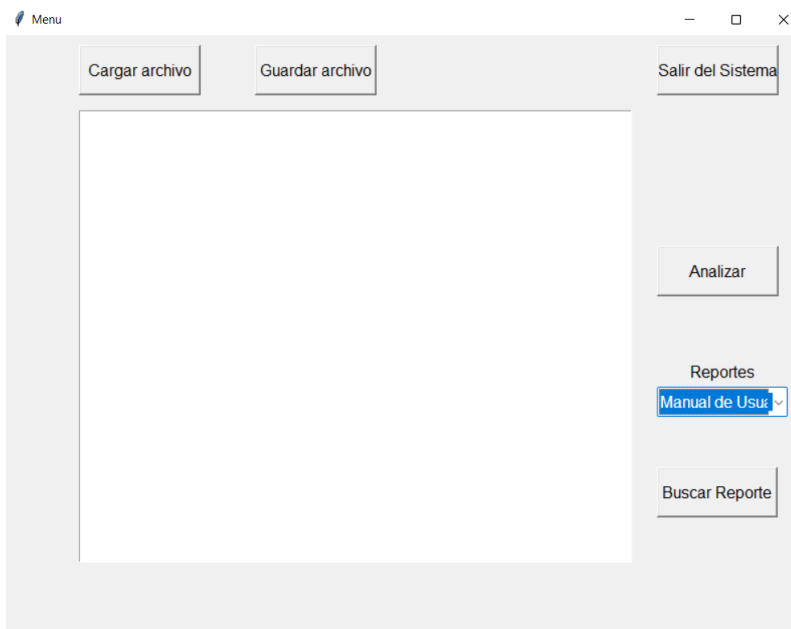 Menu
Cargar archivo
Guardar archivo
Salir del Sistema
Analizar
Reportes
Manual de Usua
Buscar Reporte